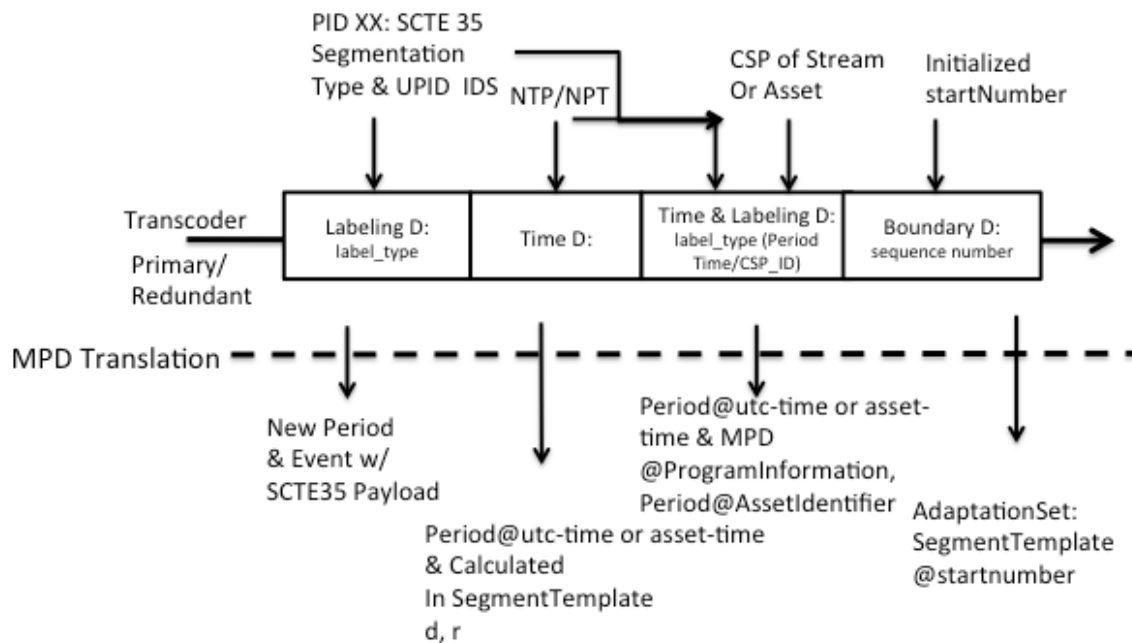 PID XX: SCTE 35
Segmentation
Type & UPID IDS
NTP/NPT
CSP of Stream
Or Asset
Initialized
startNumber
Transcoder
Primary/
Redundant
Labeling D:
label_type
Time D:
Time & Labeling D:
label_type (Period
Time/CSP_ID)
Boundary D:
sequence number
MPD Translation
New Period
& Event w/
SCTE35 Payload
Period@utc-time or asset-time
& Calculated
In SegmentTemplate
d, r
Period@utc-time or asset-
time & MPD
@ProgramInformation,
Period@AssetIdentifier
AdaptationSet:
SegmentTemplate
@startnumber